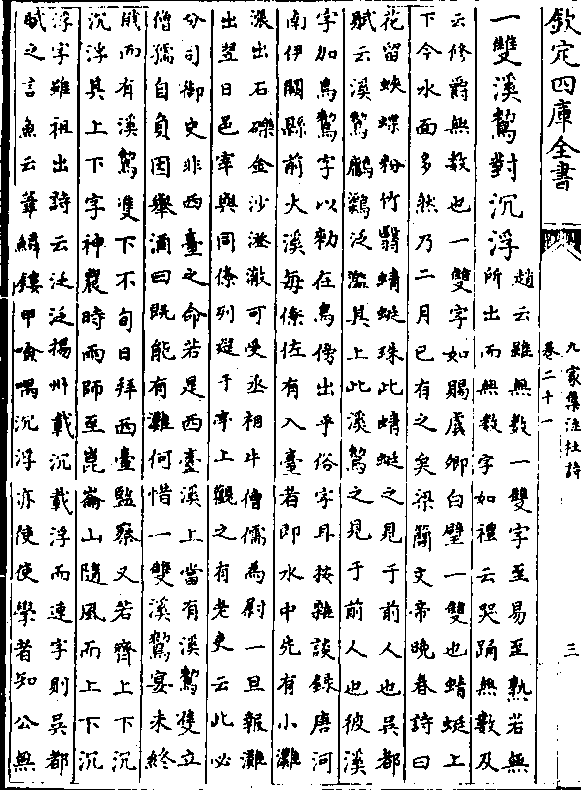 欽定四庫全書
九家集注杜詩
卷二十一
三
一雙溪鷘對沉浮
趙云雖無數一雙字至易至熟若無
所出而無數字如禮云哭踊無數及
云修爵無數也一雙字如賜虞卿白璧一雙也蜻蜓上
下今水面多然乃二月已有之矣梁簡文帝晚春詩曰
花留蛺蝶粉竹翳蜻蜓珠此蜻蜓之見于前人也吳都
賦云溪鷘鷛𪆂泛濫其上此溪鷘之見于前人也彼溪
字加鳥鷘字以勑在鳥傍出乎俗字耳按雜談錄唐河
南伊闕縣前大溪每僚佐有入臺者即水中先有小灘
漲出石礫金沙澄澈可受丞相牛僧儒為尉一旦報灘
出翌日邑宰與同僚列筵于亭上觀之有老吏云此必
分司御史非西臺之命若是西臺溪上當有溪鷘雙立
僧孺自負因舉酒曰既能有灘何惜一雙溪鷘宴未終
俄而有溪鷘雙下不旬日拜西臺監察又若齊上下沉
沉浮其上下字神農時雨師至崑崙山隨風而上下沉
浮字雖祖出詩云泛泛揚州載沉載浮而連字則吳都
賦之言魚云葺鱗鏤甲噞喁沉浮亦使使學者知公無